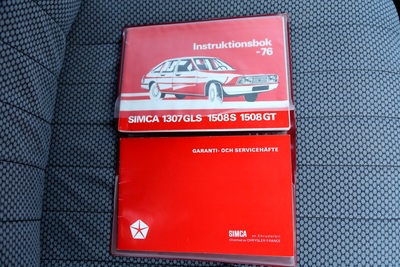 Instruktionsbok
-76
SIMCA 1307GLS 1508S 1508GT
GARANTI- OCH SERVICEHÄFTE
SIMCA
CHRYSLER FRANCE